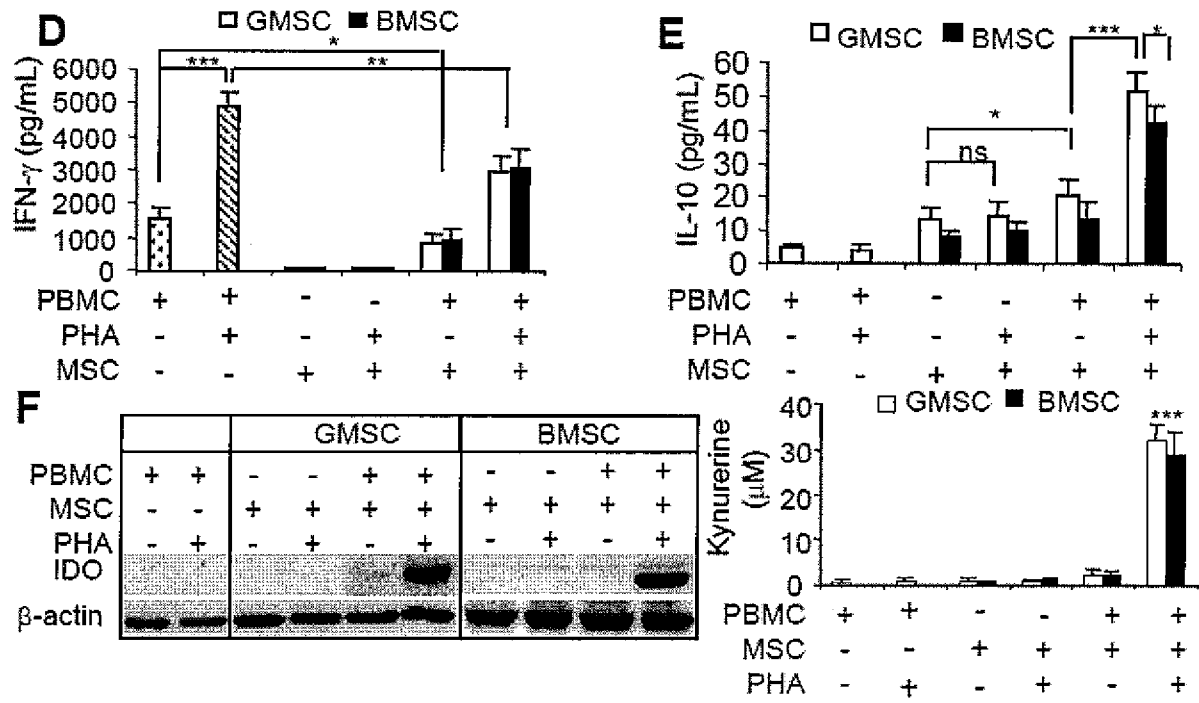 D
GMSC BMSC
*
*** **
IFN-γ (pg/mL)
6000
5000
4000
3000
2000
1000
0
PBMC + + - - + +
PHA - + - + - +
MSC - - + + + +
E
GMSC BMSC
*** *
*
ns
IL-10 (pg/mL)
60
50
40
30
20
10
0
PBMC + + - - + +
PHA - + - + - +
MSC - - + + + +
F
GMSC BMSC
PBMC + + - - + + - - + +
MSC - - + + + + + + + +
PHA - + - + - + - + - +
IDO
β-actin
GMSC BMSC
***
Kynurerine
(μM)
40
30
20
10
0
PBMC + + - - + +
MSC - - + + + +
PHA - + - + - +